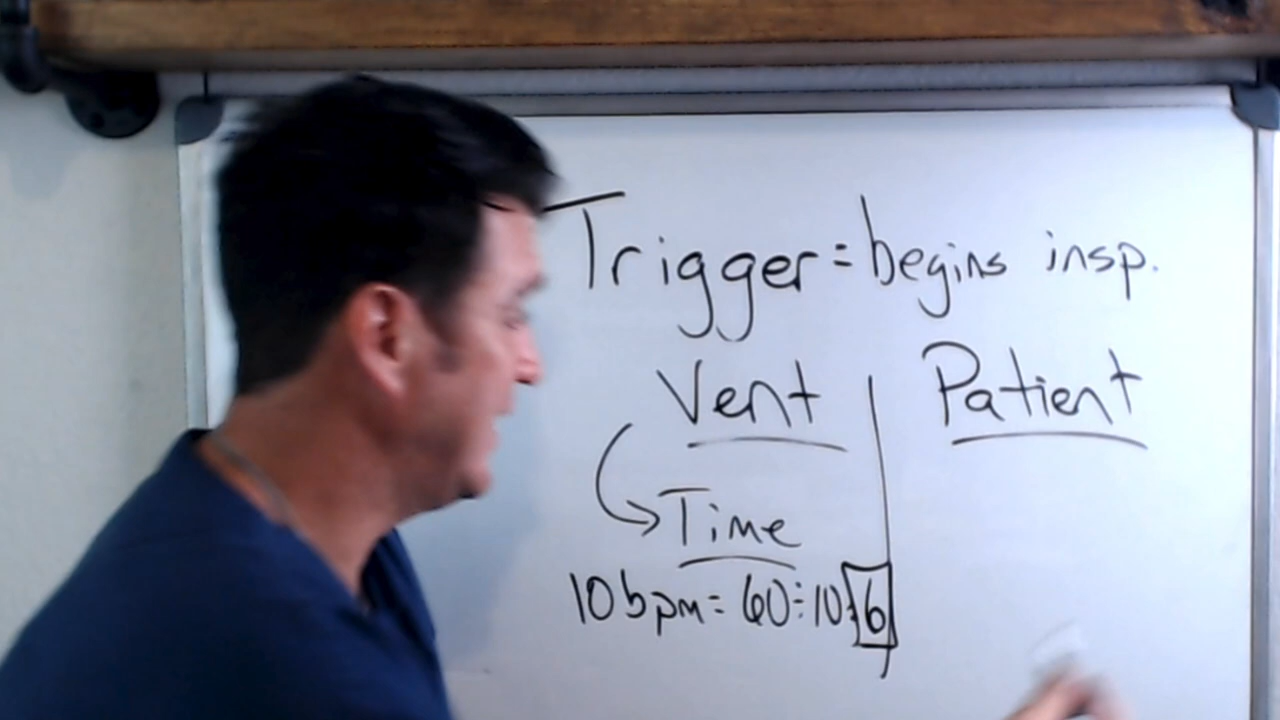 Trigger = begins insp.
Vent Patient
Time
10 bpm = 60 ÷ 10 = 6